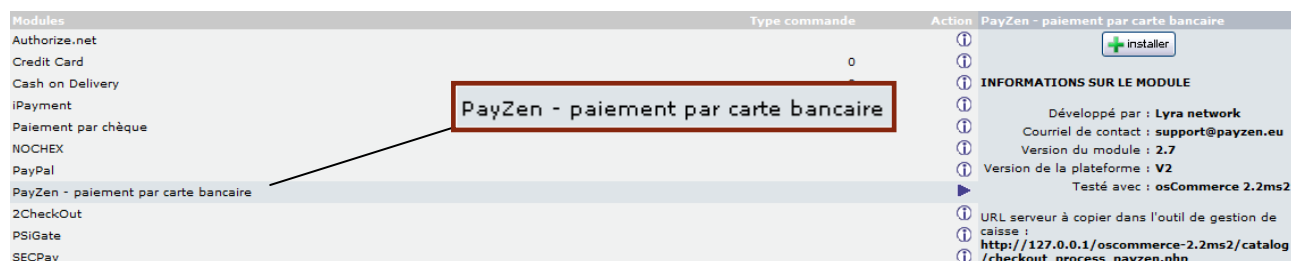 Modules Type commande Action
Authorize.net
Credit Card 0
Cash on Delivery
iPayment
Paiement par chèque
NOCHEX
PayPal
PayZen - paiement par carte bancaire
2CheckOut
PSiGate
SECPay
PayZen - paiement par carte bancaire
PayZen - paiement par carte bancaire
installer
INFORMATIONS SUR LE MODULE
Développé par : Lyra network
Courriel de contact : support@payzen.eu
Version du module : 2.7
Version de la plateforme : V2
Testé avec : osCommerce 2.2ms2
URL serveur à copier dans l'outil de gestion de
caisse :
http://127.0.0.1/oscommerce-2.2ms2/catalog
/checkout_process_payzen.php